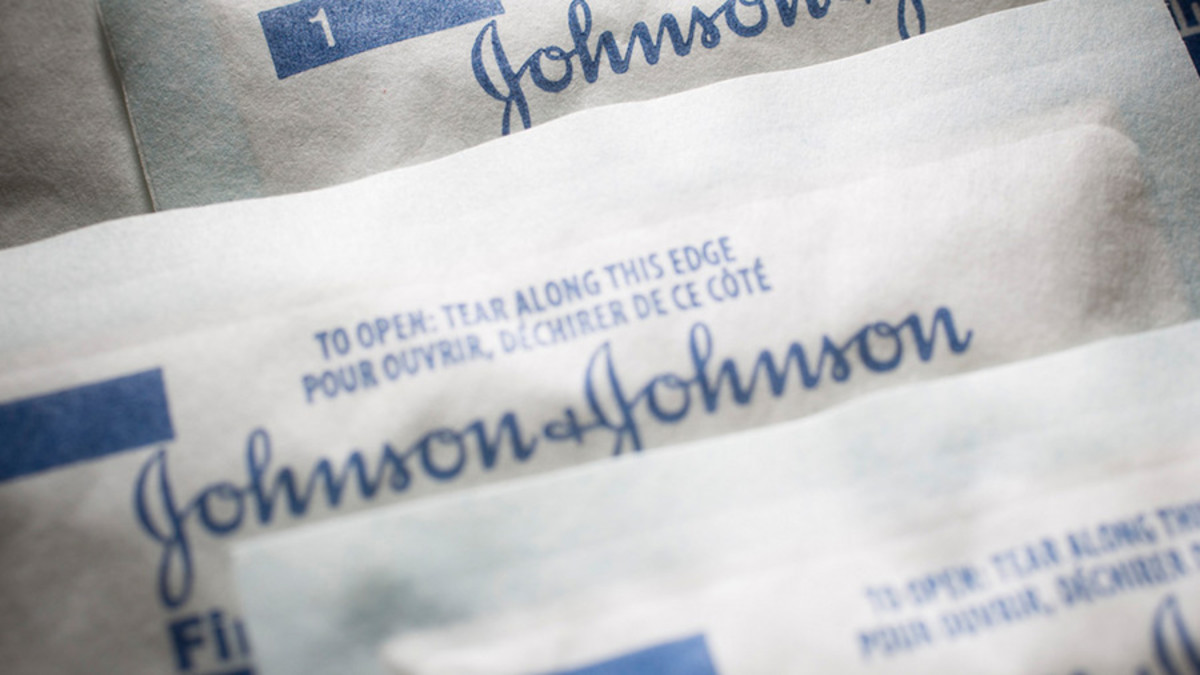 1
Johnson
TO OPEN: TEAR ALONG THIS EDGE
POUR OUVRIR, DÉCHIRER DE CE CÔTÉ
Johnson & Johnson
TO OPEN: TEAR ALONG
POUR OUVRIR, DÉCHIRER